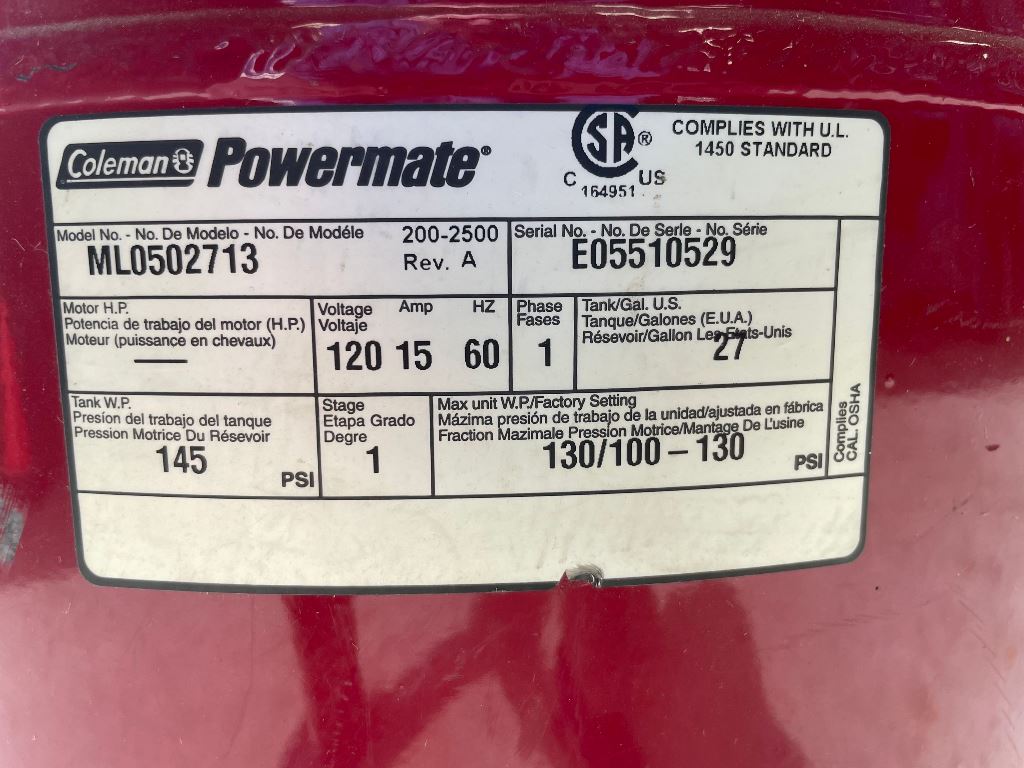 Coleman Powermate®
CSA® C US 164951
COMPLIES WITH U.L.
1450 STANDARD
Model No. - No. De Modelo - No. De Modéle
ML0502713
200-2500
Rev. A
Serial No. - No. De Serle - No. Série
E05510529
Motor H.P.
Potencia de trabajo del motor (H.P.)
Moteur (puissance en chevaux)
—
Voltage Amp HZ
Voltaje
120 15 60
Phase
Fases
1
Tank/Gal. U.S.
Tanque/Galones (E.U.A.)
Résevoir/Gallon Les Etats-Unis
27
Tank W.P.
Presión del trabajo del tanque
Pression Motrice Du Résevoir
145 PSI
Stage
Etapa Grado
Degre
1
Max unit W.P./Factory Setting
Mázima presión de trabajo de la unidad/ajustada en fábrica
Fraction Mazimale Pression Motrice/Mantage De L'usine
130/100 – 130 PSI
Complies
CAL OSHA